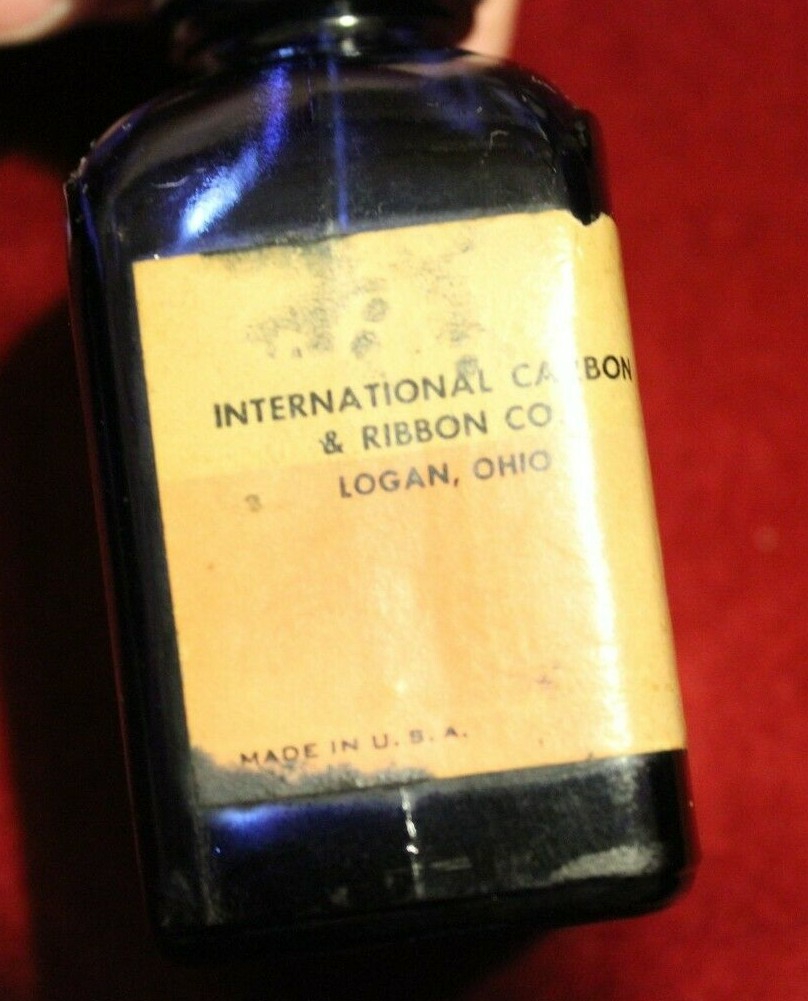 INTERNATIONAL CARBON
& RIBBON CO
LOGAN, OHIO
MADE IN U.S.A.